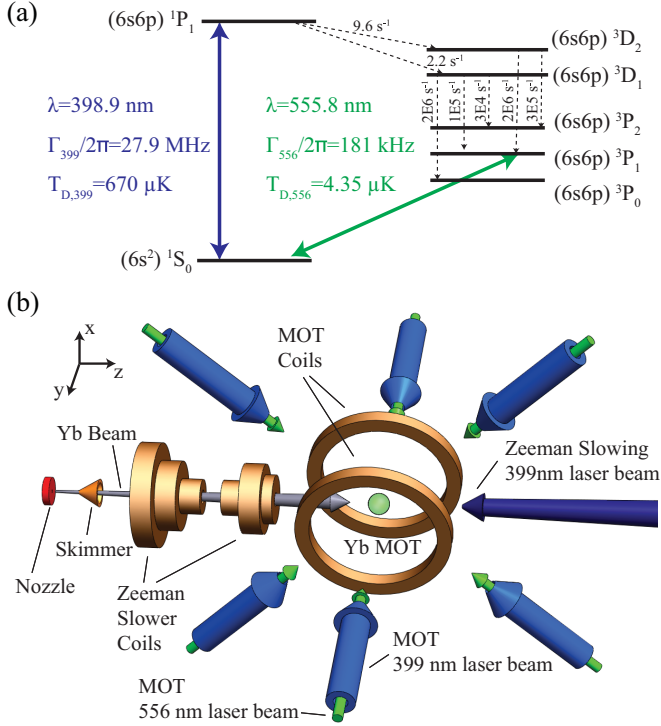 (a)
(6s6p) ¹P₁
9.6 s⁻¹
(6s6p) ³D₂
2.2 s⁻¹
(6s6p) ³D₁
λ=398.9 nm
λ=555.8 nm
2E6 s⁻¹
1E5 s⁻¹
3E4 s⁻¹
2E6 s⁻¹
3E5 s⁻¹
Γ₃₉₉/2π=27.9 MHz
Γ₅₅₆/2π=181 kHz
(6s6p) ³P₂
(6s6p) ³P₁
T_D,399=670 μK
T_D,556=4.35 μK
(6s6p) ³P₀
(6s²) ¹S₀
(b)
x
z
y
MOT
Coils
Yb Beam
Zeeman Slowing
399nm laser beam
Skimmer
Yb MOT
Nozzle
Zeeman
Slower
Coils
MOT
399 nm laser beam
MOT
556 nm laser beam